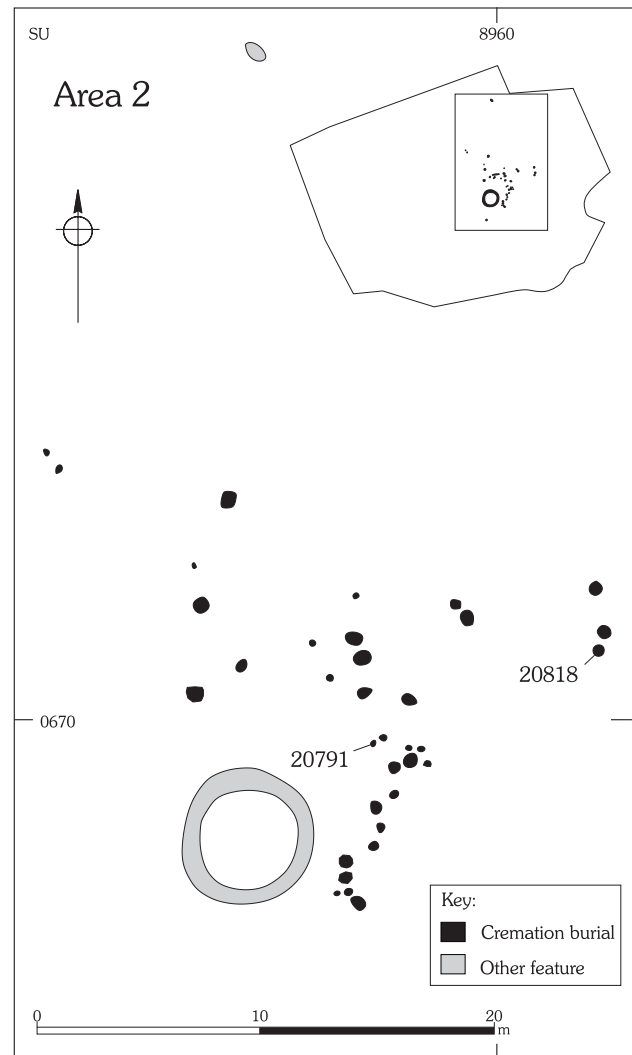 SU
8960
Area 2
20818
0670
20791
Key:
Cremation burial
Other feature
0
10
20
m